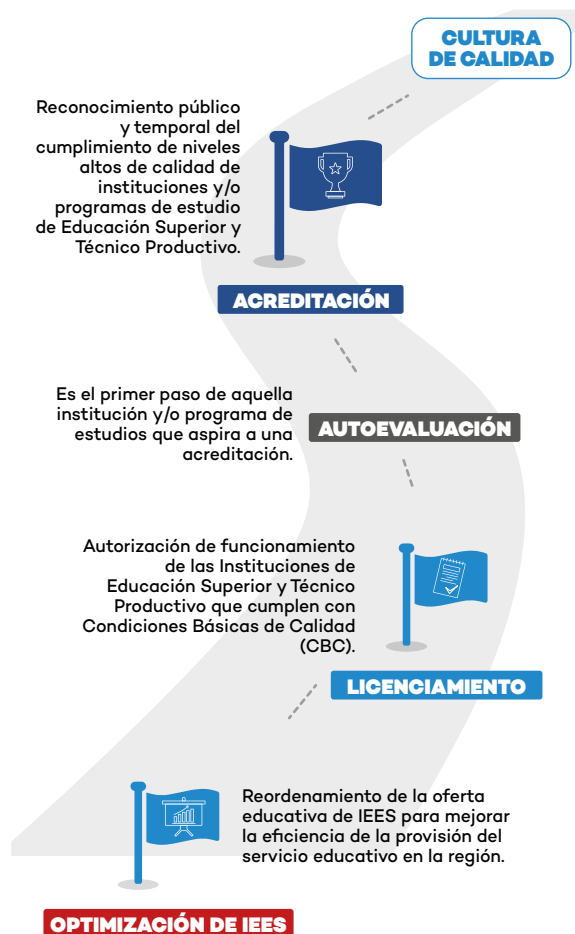 CULTURA
DE CALIDAD
Reconocimiento público
y temporal del
cumplimiento de niveles
altos de calidad de
instituciones y/o
programas de estudio
de Educación Superior y
Técnico Productivo.
ACREDITACIÓN
Es el primer paso de aquella
institución y/o programa de
estudios que aspira a una
acreditación.
AUTOEVALUACIÓN
Autorización de funcionamiento
de las Instituciones de
Educación Superior y Técnico
Productivo que cumplen con
Condiciones Básicas de Calidad
(CBC).
LICENCIAMIENTO
Reordenamiento de la oferta
educativa de IEES para mejorar
la eficiencia de la provisión del
servicio educativo en la región.
OPTIMIZACIÓN DE IEES